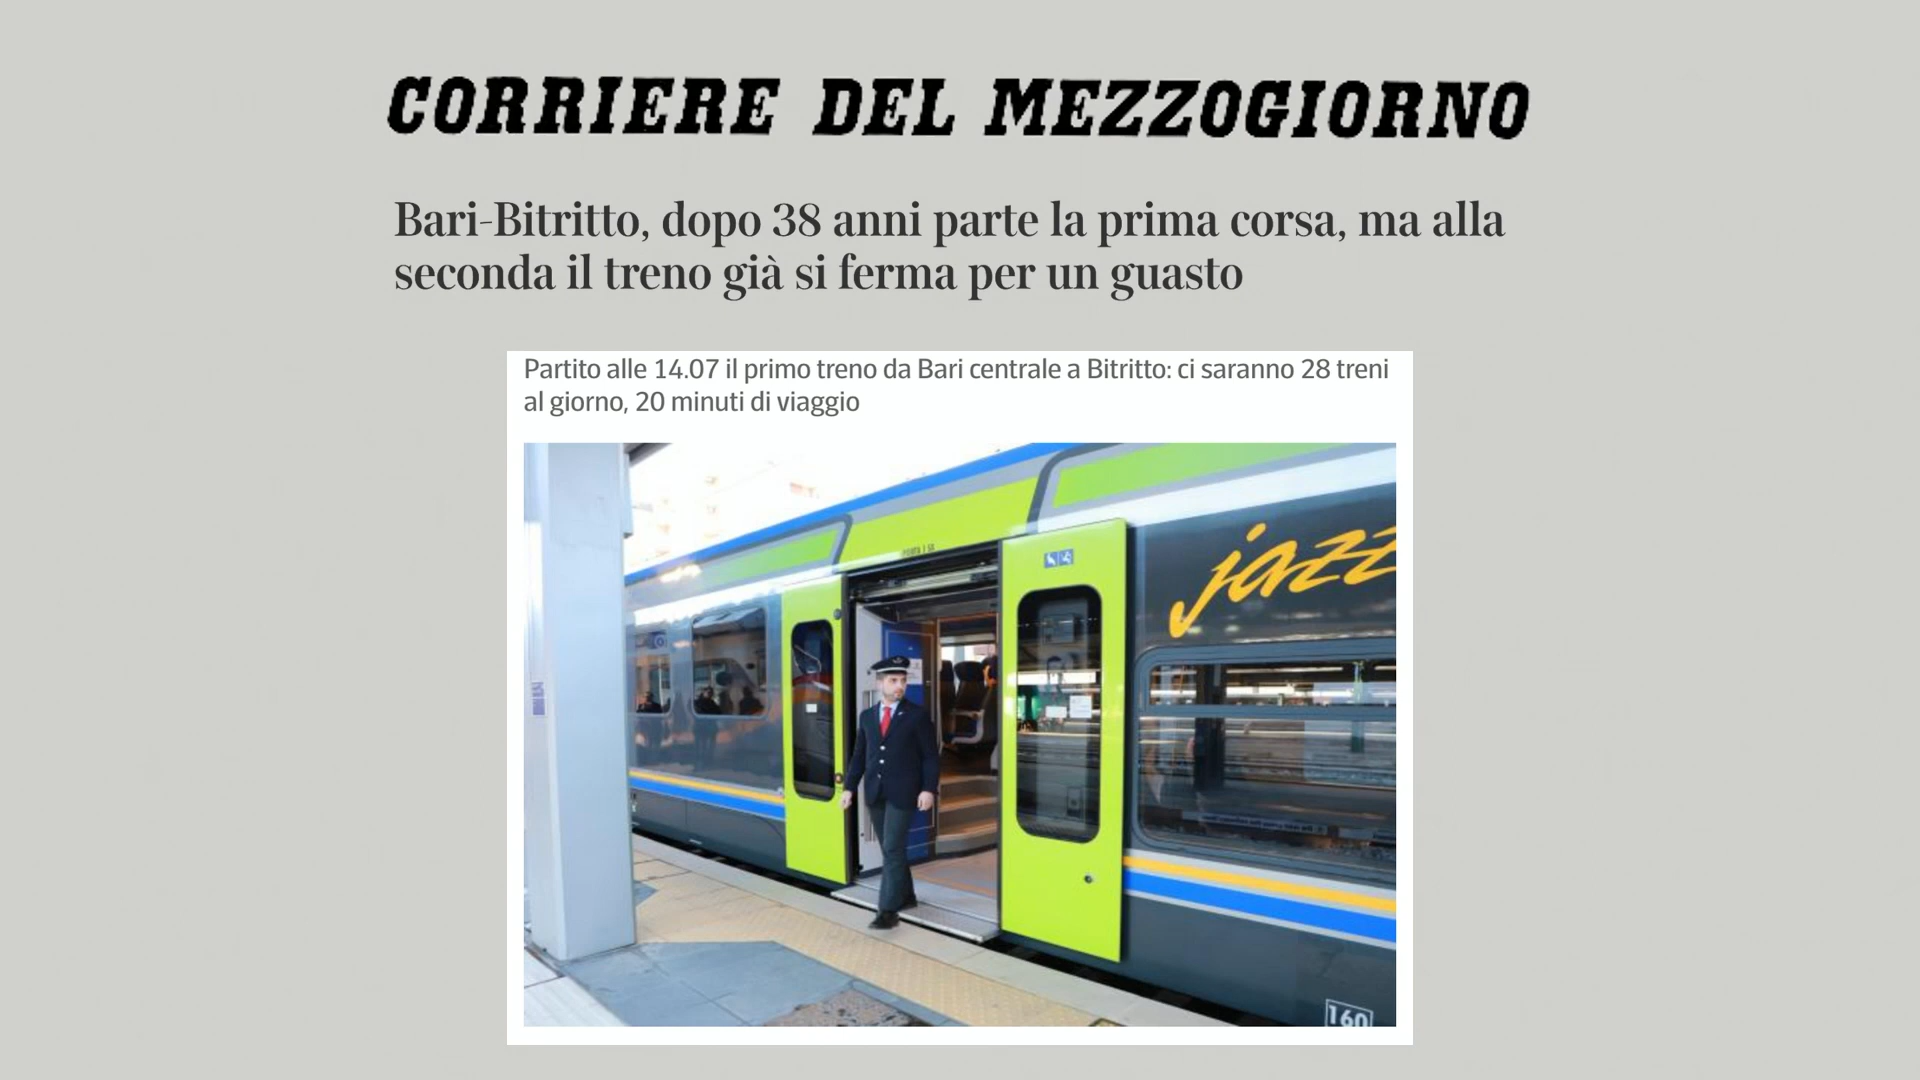 CORRIERE DEL MEZZOGIORNO
Bari-Bitritto, dopo 38 anni parte la prima corsa, ma alla
seconda il treno già si ferma per un guasto
Partito alle 14.07 il primo treno da Bari centrale a Bitritto: ci saranno 28 treni
al giorno, 20 minuti di viaggio
jazz
160